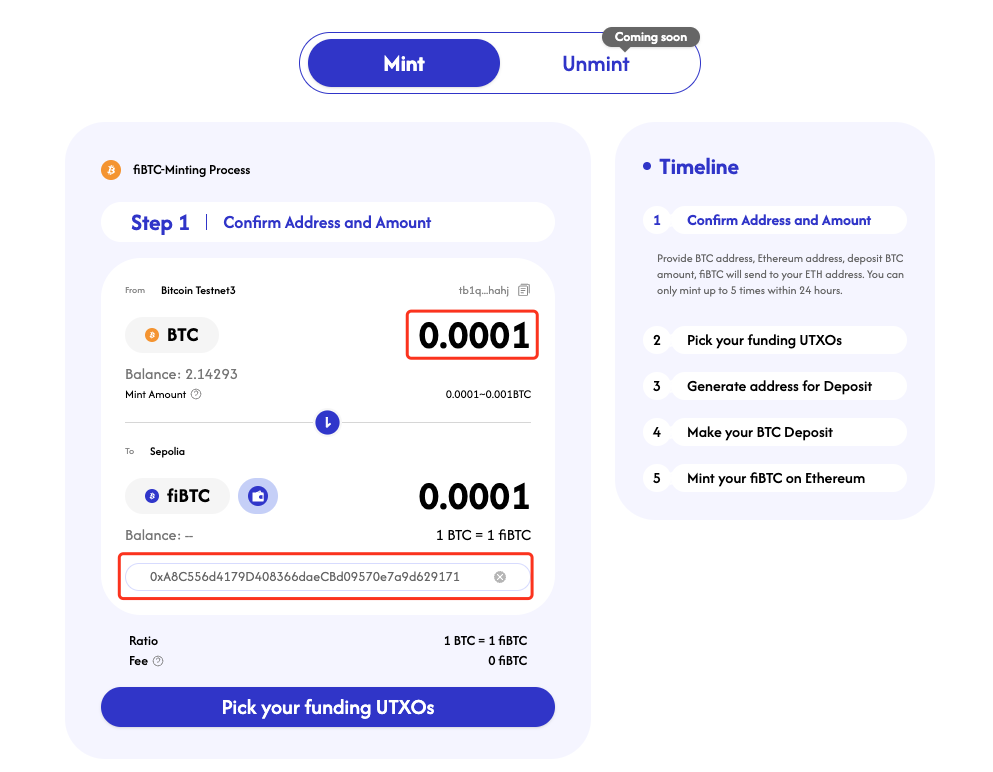 Coming soon
Mint
Unmint
fiBTC-Minting Process
Step 1 | Confirm Address and Amount
From Bitcoin Testnet3 tb1q...hahj
BTC 0.0001
Balance: 2.14293
Mint Amount 0.0001~0.001BTC
To Sepolia
fiBTC 0.0001
Balance: -- 1 BTC = 1 fiBTC
0xA8C556d4179D408366daeCBd09570e7a9d629171
Ratio 1 BTC = 1 fiBTC
Fee 0 fiBTC
Pick your funding UTXOs
Timeline
1 Confirm Address and Amount
Provide BTC address, Ethereum address, deposit BTC
amount, fiBTC will send to your ETH address. You can
only mint up to 5 times within 24 hours.
2 Pick your funding UTXOs
3 Generate address for Deposit
4 Make your BTC Deposit
5 Mint your fiBTC on Ethereum